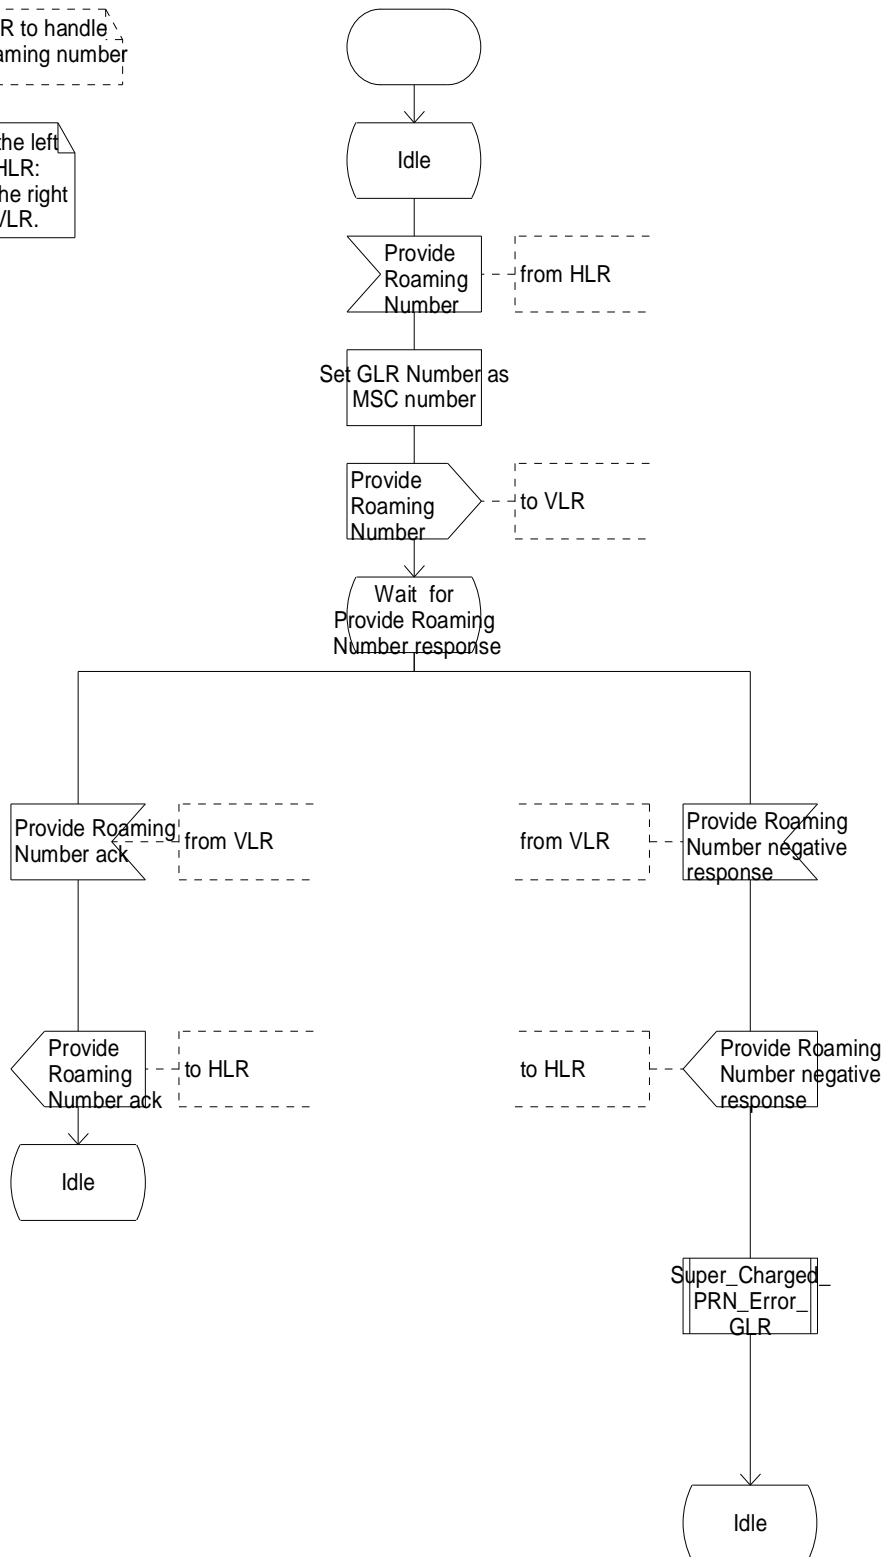 R to handle
aming number
the left
HLR:
he right
VLR.
Idle
Provide
Roaming
Number
from HLR
Set GLR Number as
MSC number
Provide
Roaming
Number
to VLR
Wait for
Provide Roaming
Number response
Provide Roaming
Number ack
from VLR
from VLR
Provide Roaming
Number negative
response
Provide
Roaming
Number ack
to HLR
to HLR
Provide Roaming
Number negative
response
Idle
Super_Charged_
PRN_Error_
GLR
Idle